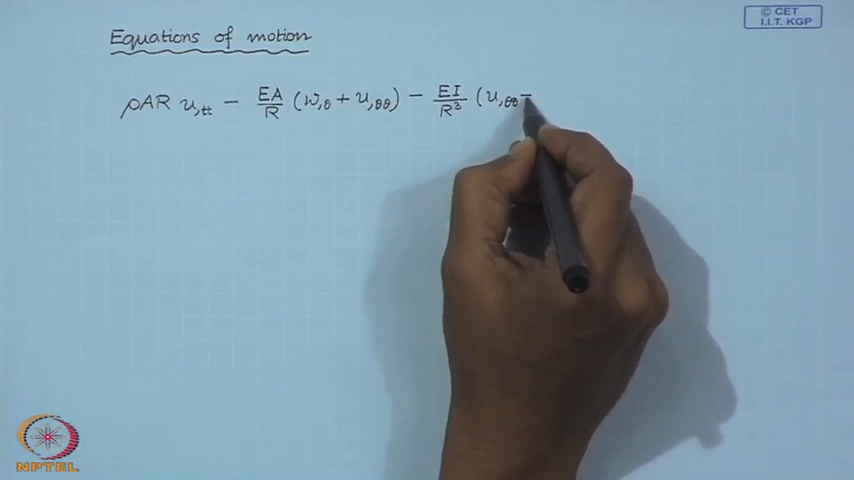 © CET
I.I.T. KGP
Equations of motion
ρAR u,tt − EA/R (w,θ + u,θθ) − EI/R³ (u,θθ −
NPTEL